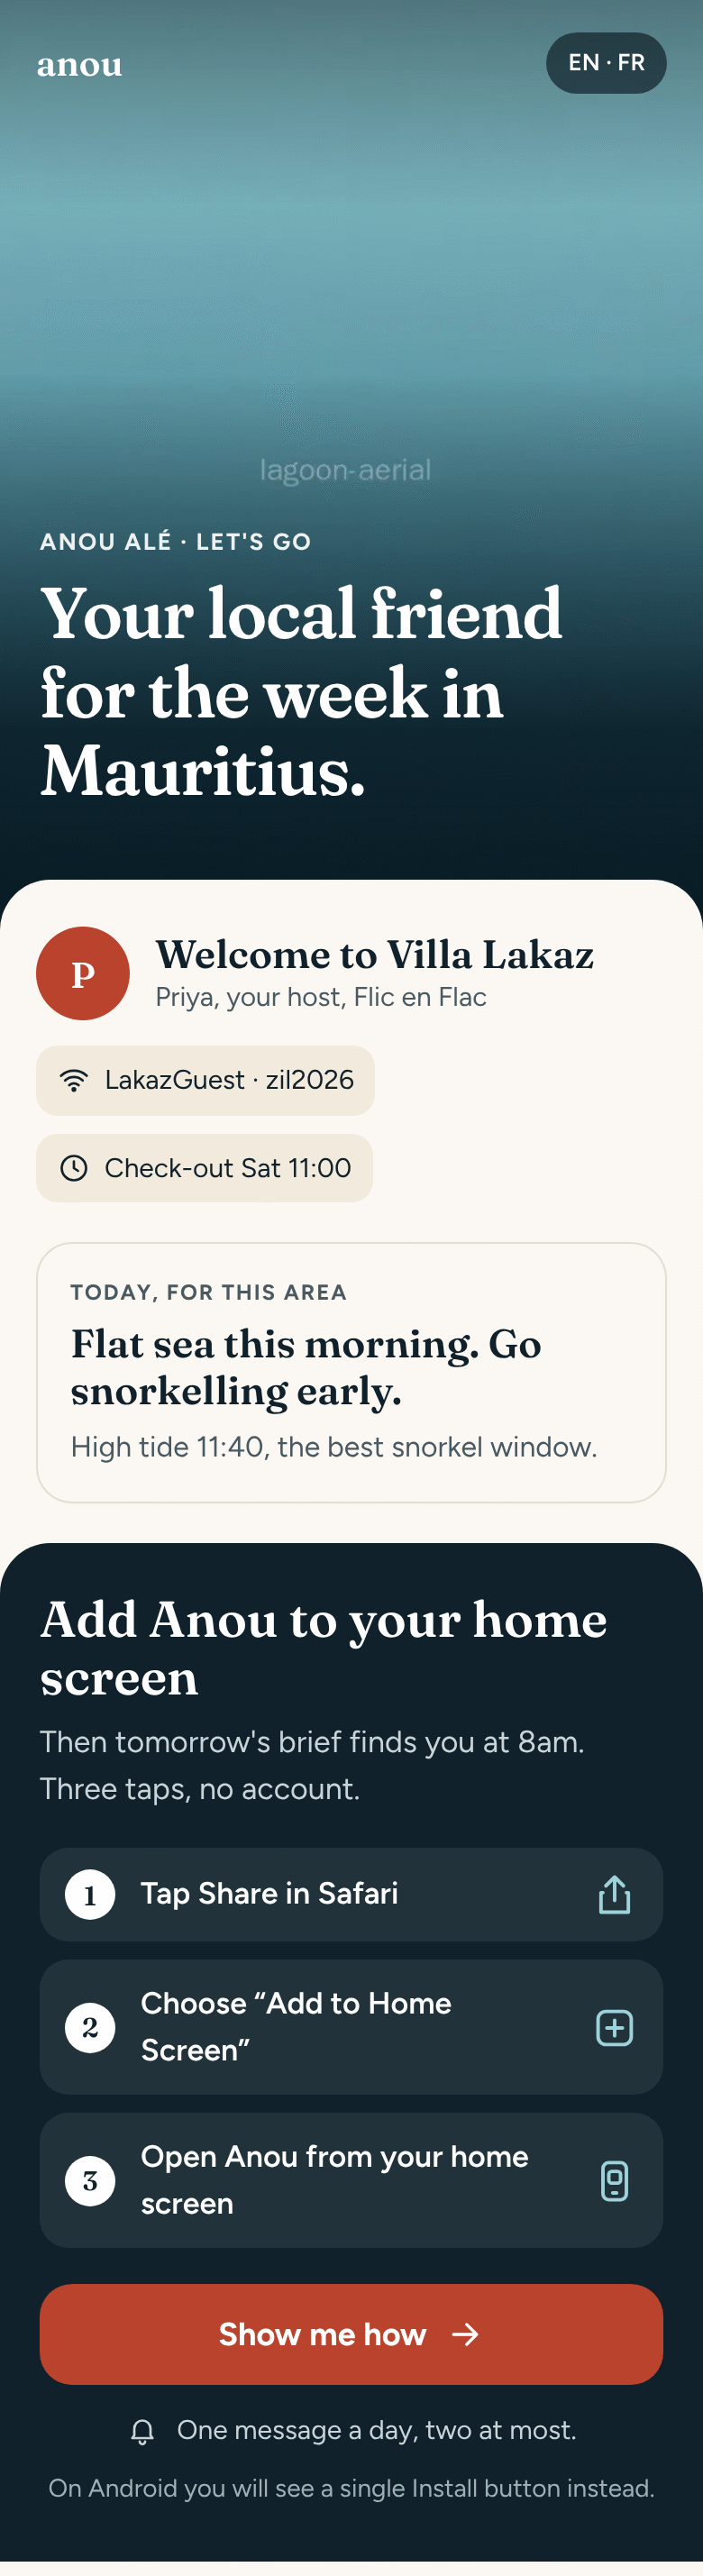 anou
EN · FR
lagoon-aerial
ANOU ALÉ · LET'S GO
Your local friend
for the week in
Mauritius.
P
Welcome to Villa Lakaz
Priya, your host, Flic en Flac
LakazGuest · zil2026
Check-out Sat 11:00
TODAY, FOR THIS AREA
Flat sea this morning. Go
snorkelling early.
High tide 11:40, the best snorkel window.
Add Anou to your home
screen
Then tomorrow's brief finds you at 8am.
Three taps, no account.
1 Tap Share in Safari
2 Choose “Add to Home
Screen”
3 Open Anou from your home
screen
Show me how →
One message a day, two at most.
On Android you will see a single Install button instead.